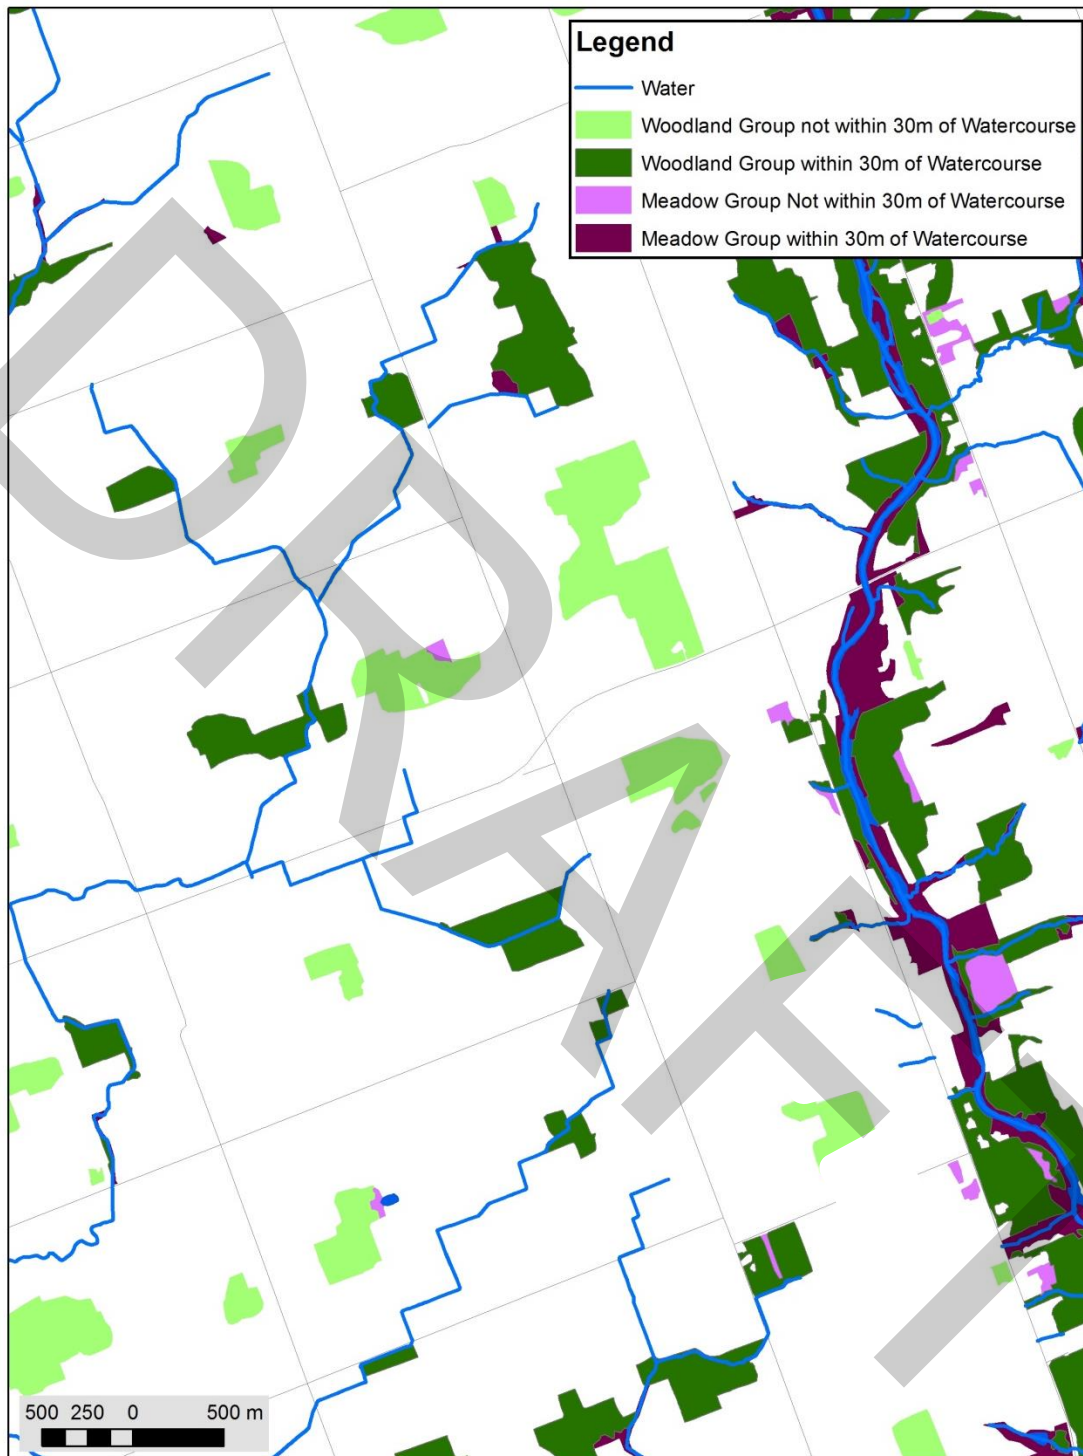 Legend
Water
Woodland Group not within 30m of Watercourse
Woodland Group within 30m of Watercourse
Meadow Group Not within 30m of Watercourse
Meadow Group within 30m of Watercourse
DRAFT
500 250 0 500 m